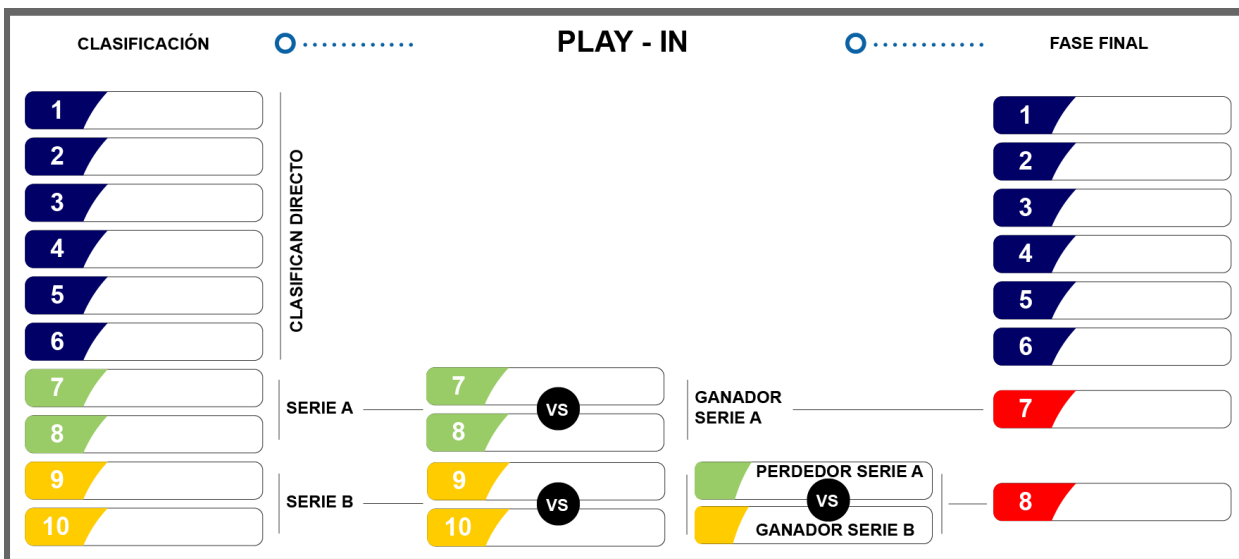 CLASIFICACIÓN
PLAY - IN
FASE FINAL
1
2
3
4
5
6
7
8
9
10
CLASIFICAN DIRECTO
SERIE A
SERIE B
7
VS
8
9
VS
10
GANADOR
SERIE A
PERDEDOR SERIE A
VS
GANADOR SERIE B
1
2
3
4
5
6
7
8